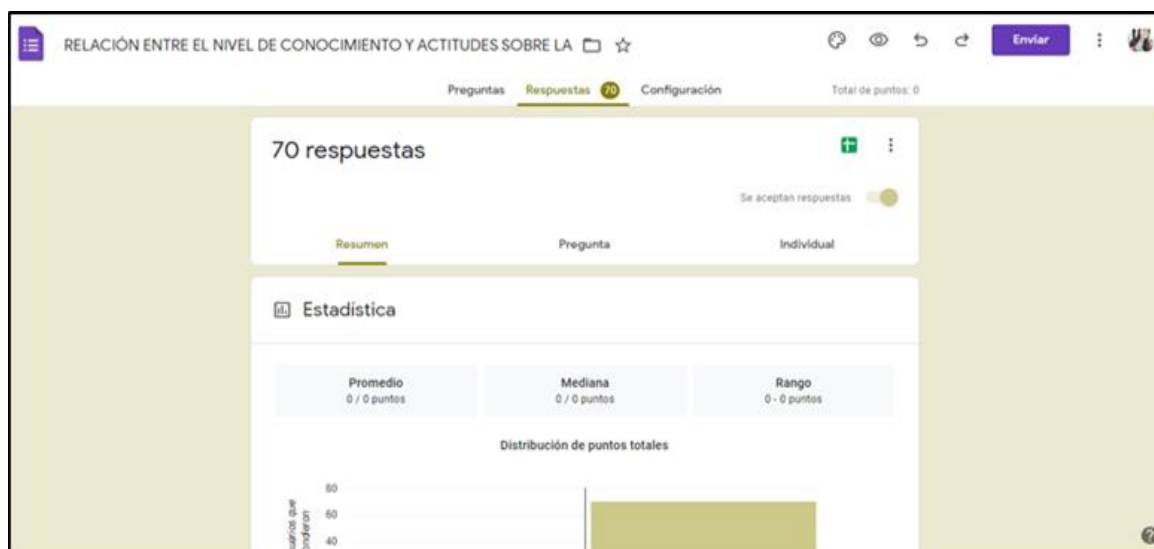 RELACIÓN ENTRE EL NIVEL DE CONOCIMIENTO Y ACTITUDES SOBRE LA
Enviar
Preguntas Respuestas 70 Configuración Total de puntos: 0
70 respuestas
Se aceptan respuestas
Resumen Pregunta Individual
Estadística
Promedio Mediana Rango
0 / 0 puntos 0 / 0 puntos 0 - 0 puntos
Distribución de puntos totales
80
60
40